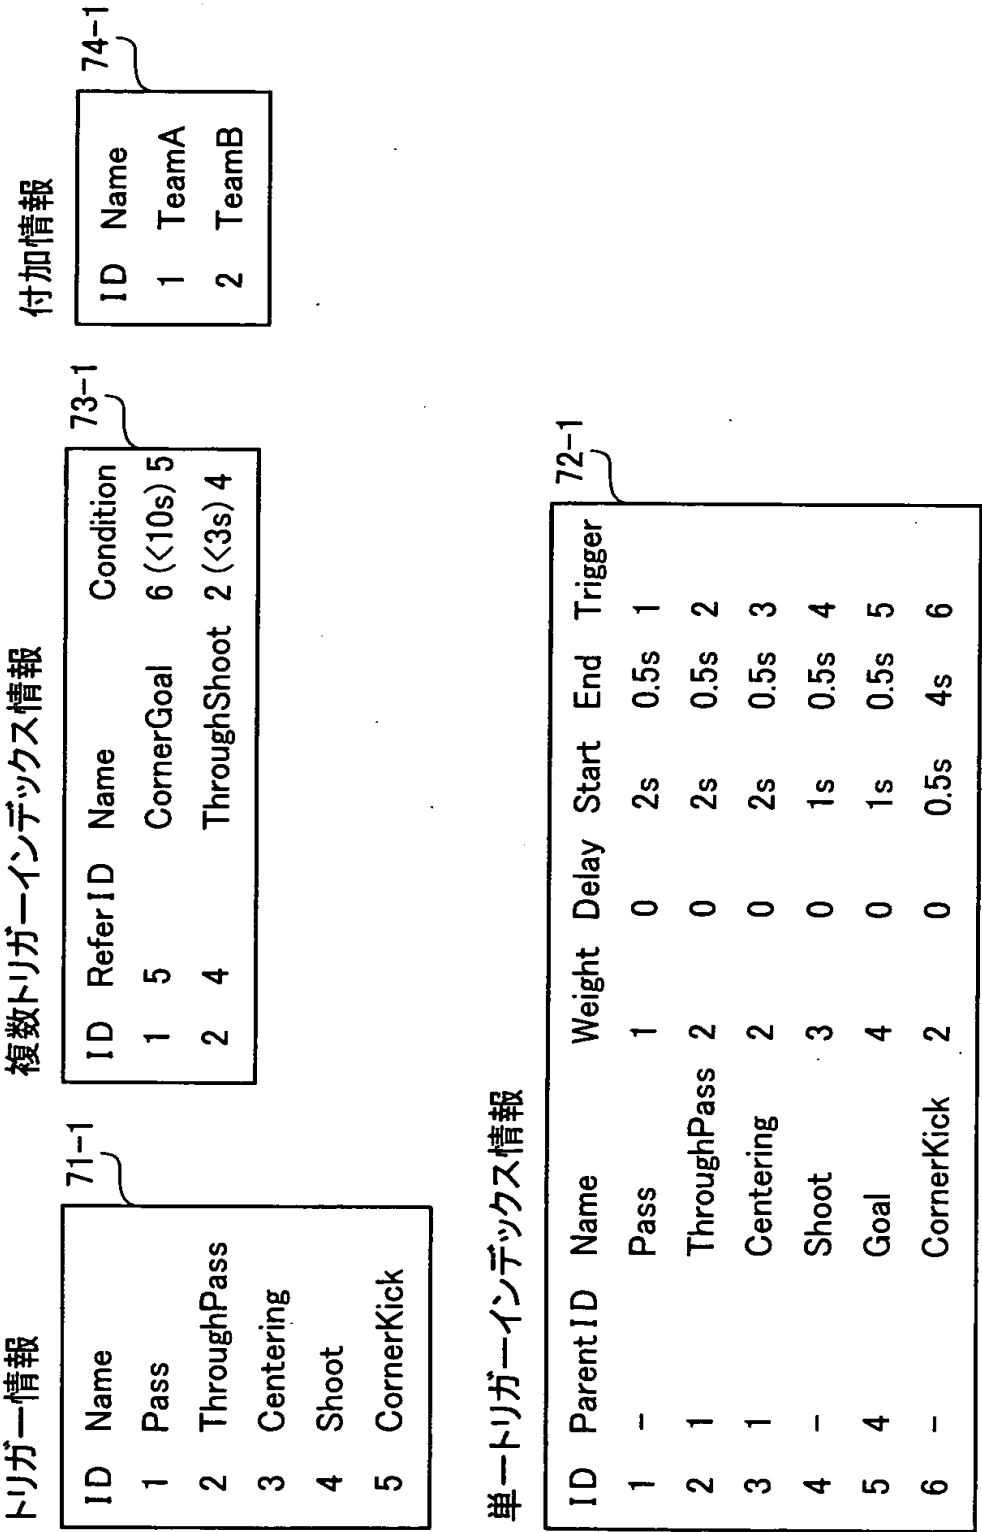 トリガー情報
71-1
ID Name
1 Pass
2 ThroughPass
3 Centering
4 Shoot
5 CornerKick
複数トリガーインデックス情報
73-1
ID ReferID Name Condition
1 5 CornerGoal 6(<10s)5
2 4 ThroughShoot 2(<3s)4
付加情報
74-1
ID Name
1 TeamA
2 TeamB
単一トリガーインデックス情報
72-1
ID ParentID Name Weight Delay Start End Trigger
1 - Pass 1 0 2s 0.5s 1
2 1 ThroughPass 2 0 2s 0.5s 2
3 1 Centering 2 0 2s 0.5s 3
4 - Shoot 3 0 1s 0.5s 4
5 4 Goal 4 0 1s 0.5s 5
6 - CornerKick 2 0 0.5s 4s 6